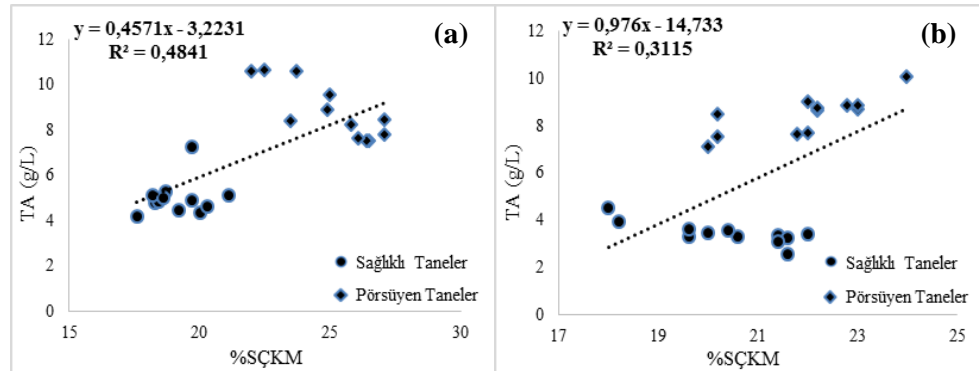 y = 0,4571x - 3,2231
R² = 0,4841
(a)
12
10
8
6
4
2
0
TA (g/L)
Sağlıklı Taneler
Pörsüyen Taneler
15 20 25 30
%SÇKM
y = 0,976x - 14,733
R² = 0,3115
(b)
12
10
8
6
4
2
0
TA (g/L)
Sağlıklı Taneler
Pörsüyen Taneler
17 19 21 23 25
%SÇKM